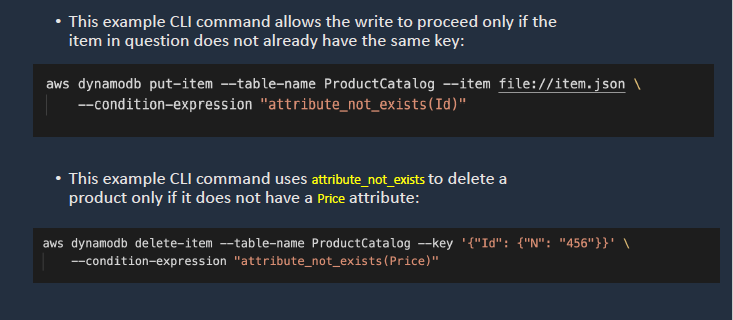 • This example CLI command allows the write to proceed only if the
item in question does not already have the same key:
aws dynamodb put-item --table-name ProductCatalog --item file://item.json \
--condition-expression "attribute_not_exists(Id)"
• This example CLI command uses attribute_not_exists to delete a
product only if it does not have a Price attribute:
aws dynamodb delete-item --table-name ProductCatalog --key '{"Id": {"N": "456"}}' \
--condition-expression "attribute_not_exists(Price)"